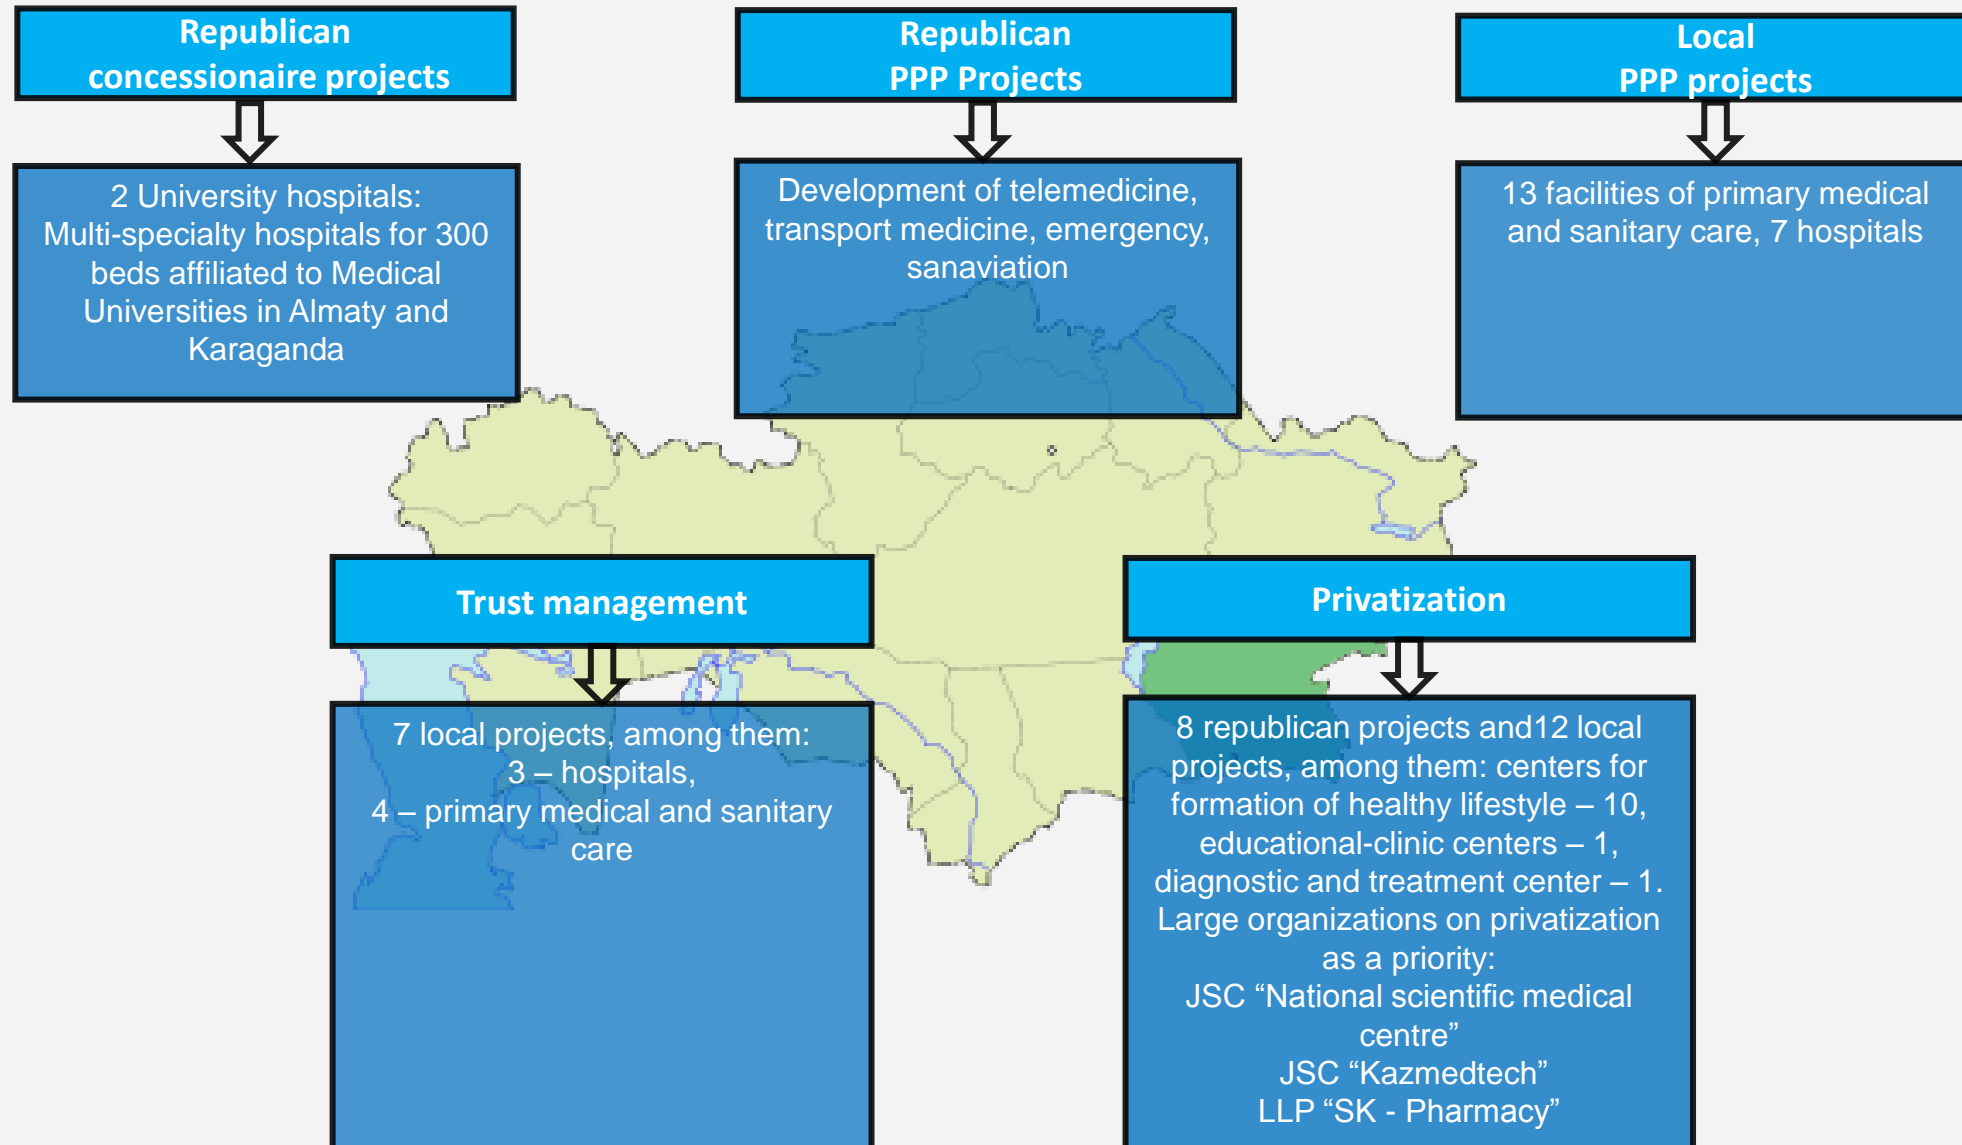 Republican
concessionaire projects
2 University hospitals:
Multi-specialty hospitals for 300
beds affiliated to Medical
Universities in Almaty and
Karaganda
Republican
PPP Projects
Development of telemedicine,
transport medicine, emergency,
sanaviation
Local
PPP projects
13 facilities of primary medical
and sanitary care, 7 hospitals
Trust management
7 local projects, among them:
3 – hospitals,
4 – primary medical and sanitary
care
Privatization
8 republican projects and12 local
projects, among them: centers for
formation of healthy lifestyle – 10,
educational-clinic centers – 1,
diagnostic and treatment center – 1.
Large organizations on privatization
as a priority:
JSC “National scientific medical
centre”
JSC “Kazmedtech”
LLP “SK - Pharmacy”